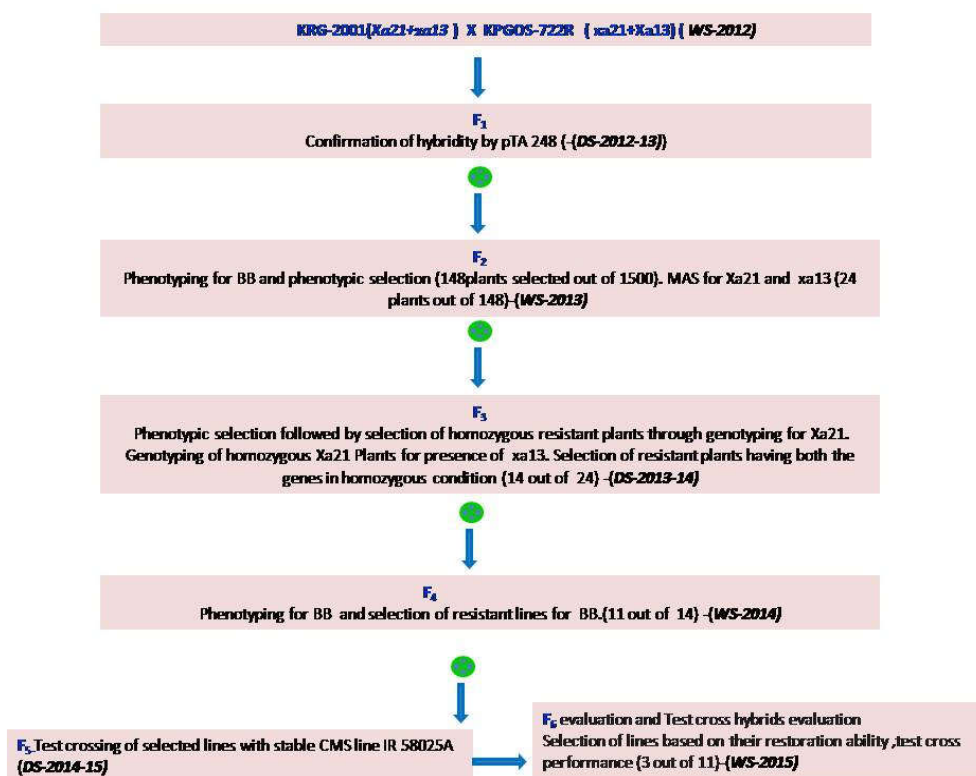 KRG-2001(Xa21+xa13 ) X KPGOS-722R ( xa21+Xa13) ( WS-2012)
F1
Confirmation of hybridity by pTA 248 (-(DS-2012-13))
F2
Phenotyping for BB and phenotypic selection (148plants selected out of 1500). MAS for Xa21 and xa13 (24
plants out of 148)-(WS-2013)
F3
Phenotypic selection followed by selection of homozygous resistant plants through genotyping for Xa21.
Genotyping of homozygous Xa21 Plants for presence of xa13. Selection of resistant plants having both the
genes in homozygous condition (14 out of 24) -(DS-2013-14)
F4
Phenotyping for BB and selection of resistant lines for BB.(11 out of 14) -(WS-2014)
F5 Test crossing of selected lines with stable CMS line IR 58025A
(DS-2014-15)
F6 evaluation and Test cross hybrids evaluation
Selection of lines based on their restoration ability ,test cross
performance (3 out of 11)-(WS-2015)